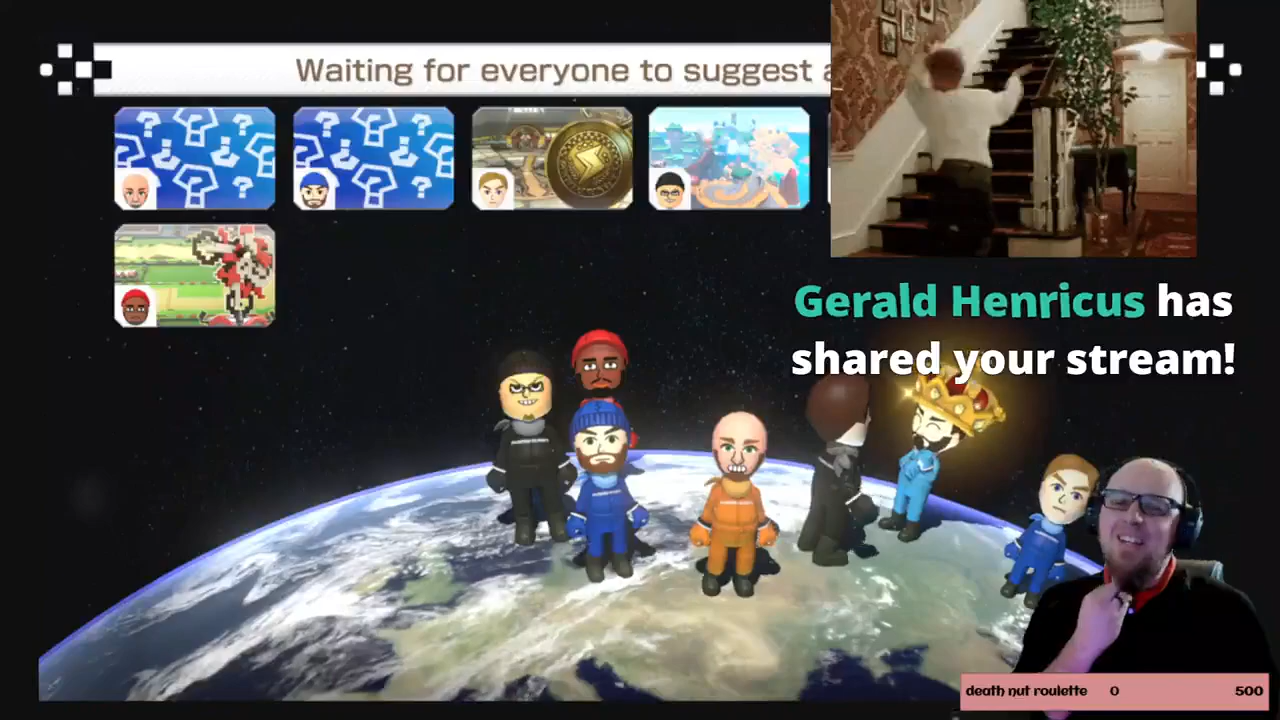 Waiting for everyone to suggest a
Gerald Henricus has
shared your stream!
death nut roulette 0 500